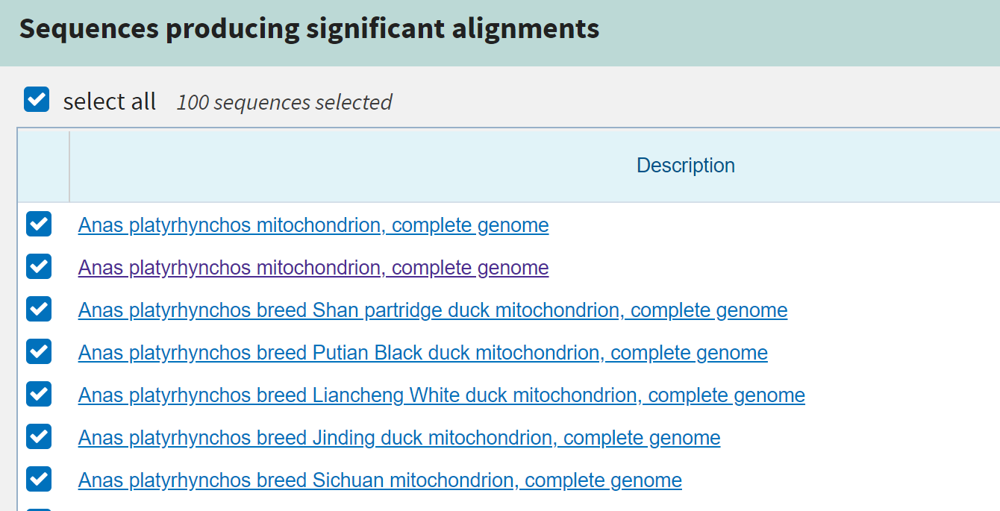 Sequences producing significant alignments
select all 100 sequences selected
Description
Anas platyrhynchos mitochondrion, complete genome
Anas platyrhynchos mitochondrion, complete genome
Anas platyrhynchos breed Shan partridge duck mitochondrion, complete genome
Anas platyrhynchos breed Putian Black duck mitochondrion, complete genome
Anas platyrhynchos breed Liancheng White duck mitochondrion, complete genome
Anas platyrhynchos breed Jinding duck mitochondrion, complete genome
Anas platyrhynchos breed Sichuan mitochondrion, complete genome